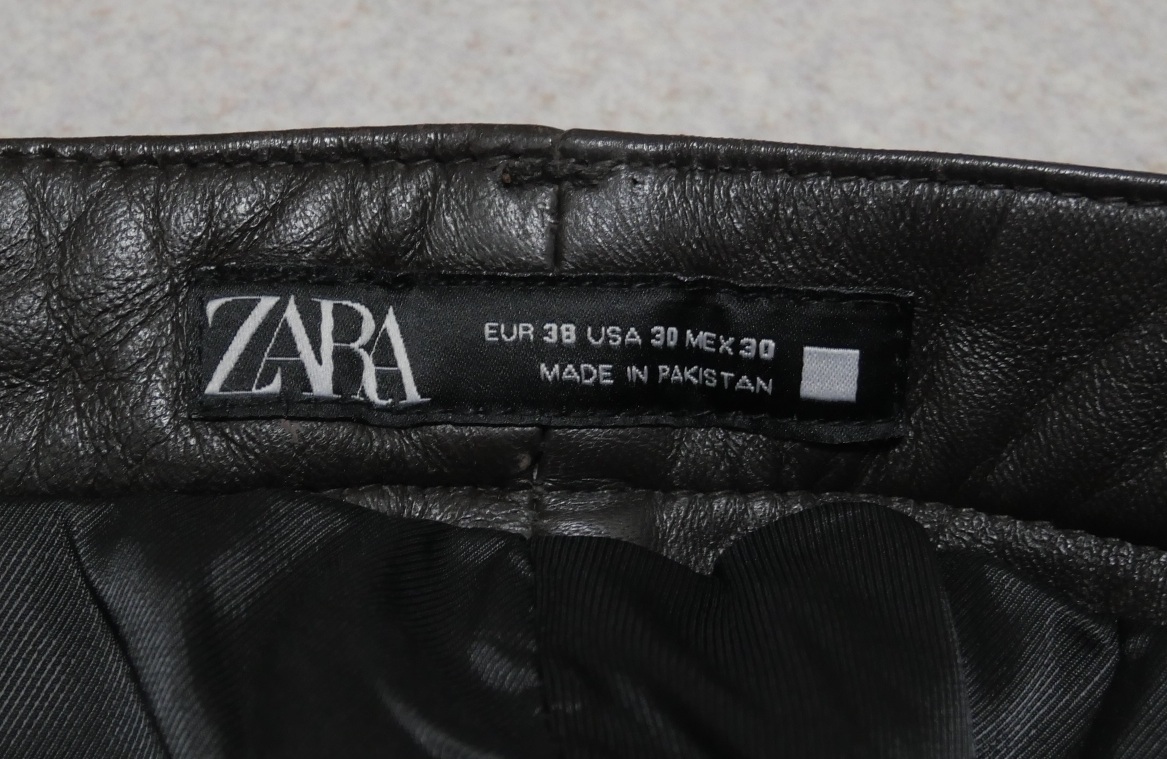 ZARA
EUR 38 USA 30 MEX 30
MADE IN PAKISTAN